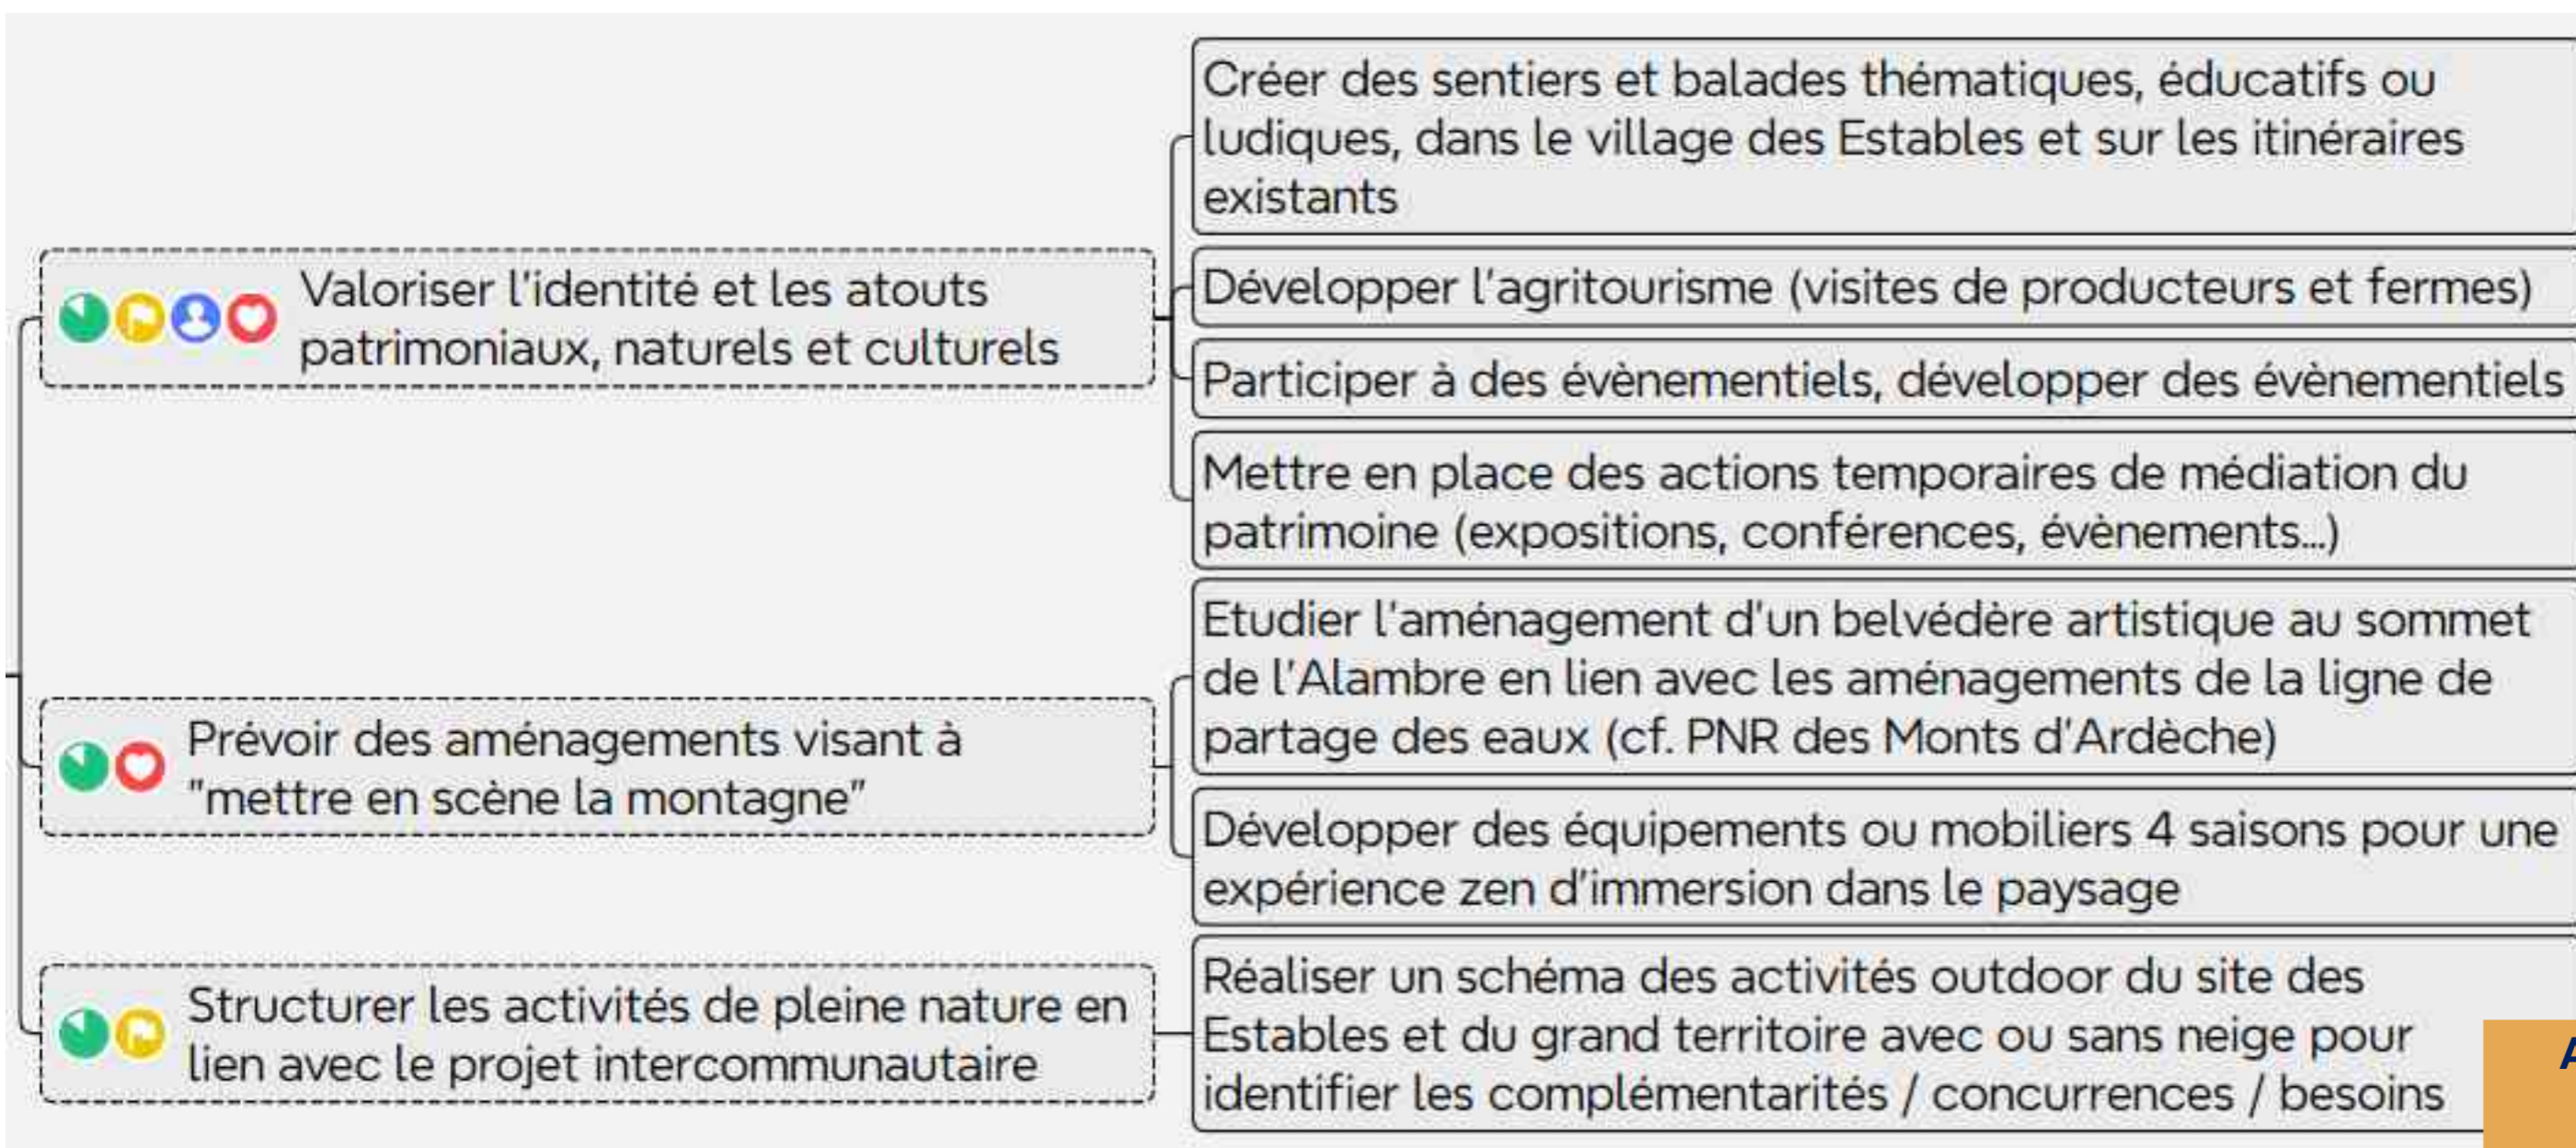 Valoriser l'identité et les atouts
patrimoniaux, naturels et culturels
Créer des sentiers et balades thématiques, éducatifs ou
ludiques, dans le village des Estables et sur les itinéraires
existants
Développer l'agritourisme (visites de producteurs et fermes)
Participer à des évènementiels, développer des évènementiels
Mettre en place des actions temporaires de médiation du
patrimoine (expositions, conférences, évènements...)
Prévoir des aménagements visant à
"mettre en scène la montagne"
Etudier l'aménagement d'un belvédère artistique au sommet
de l'Alambre en lien avec les aménagements de la ligne de
partage des eaux (cf. PNR des Monts d'Ardèche)
Développer des équipements ou mobiliers 4 saisons pour une
expérience zen d'immersion dans le paysage
Structurer les activités de pleine nature en
lien avec le projet intercommunautaire
Réaliser un schéma des activités outdoor du site des
Estables et du grand territoire avec ou sans neige pour
identifier les complémentarités / concurrences / besoins